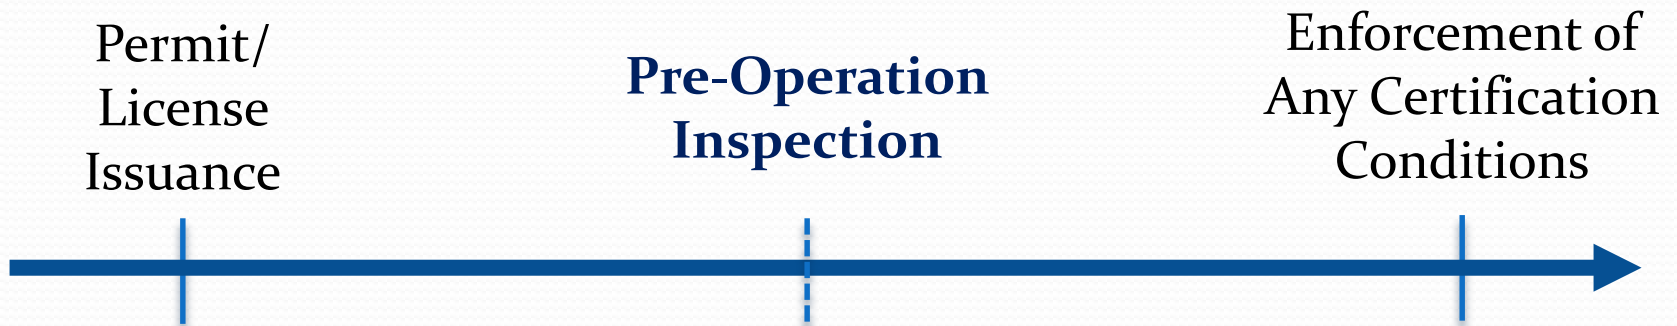 Permit/
License
Issuance
Pre-Operation
Inspection
Enforcement of
Any Certification
Conditions